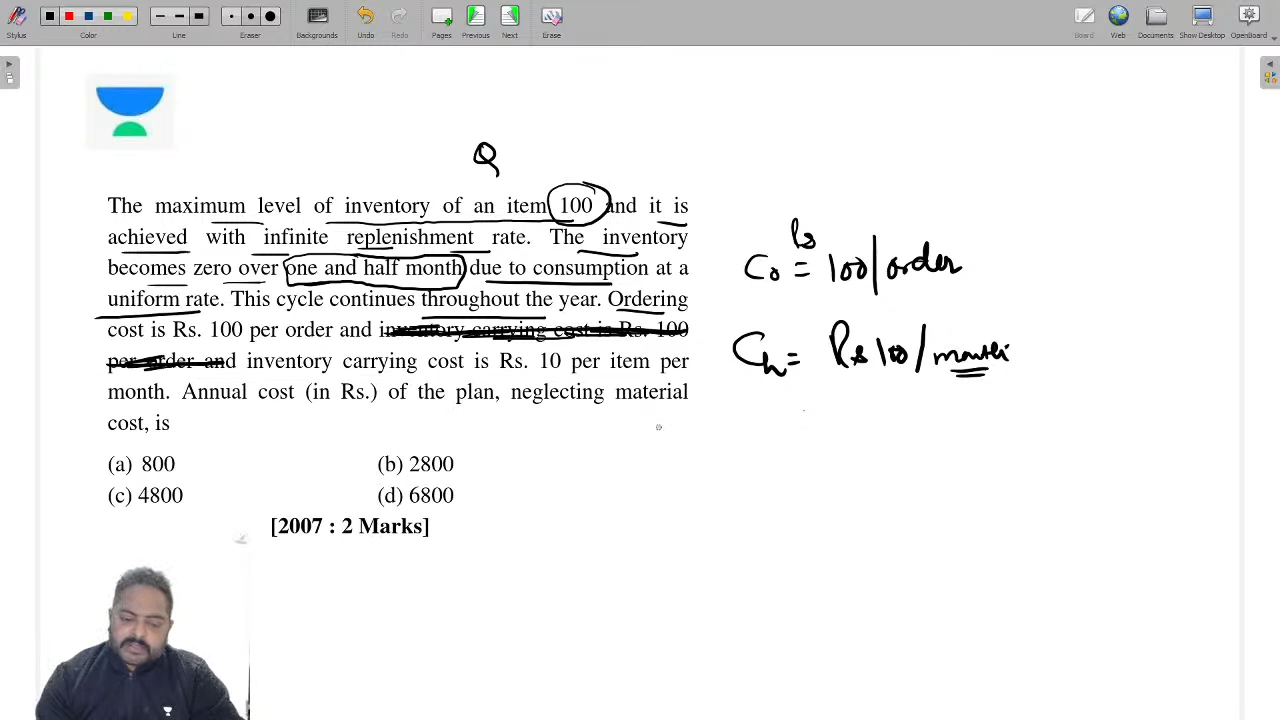 Stylus
Color
Line
Eraser
Backgrounds
Undo
Redo
Pages
Previous
Next
Erase
Board
Web
Documents
Show Desktop
OpenBoard
Q
The maximum level of inventory of an item 100 and it is
achieved with infinite replenishment rate. The inventory
becomes zero over one and half month due to consumption at a
uniform rate. This cycle continues throughout the year. Ordering
cost is Rs. 100 per order and inventory carrying cost is Rs. 100
per order and inventory carrying cost is Rs. 10 per item per
month. Annual cost (in Rs.) of the plan, neglecting material
cost, is
(a) 800
(b) 2800
(c) 4800
(d) 6800
[2007 : 2 Marks]
Rs
Co = 100/order
Ch = Rs 100/month